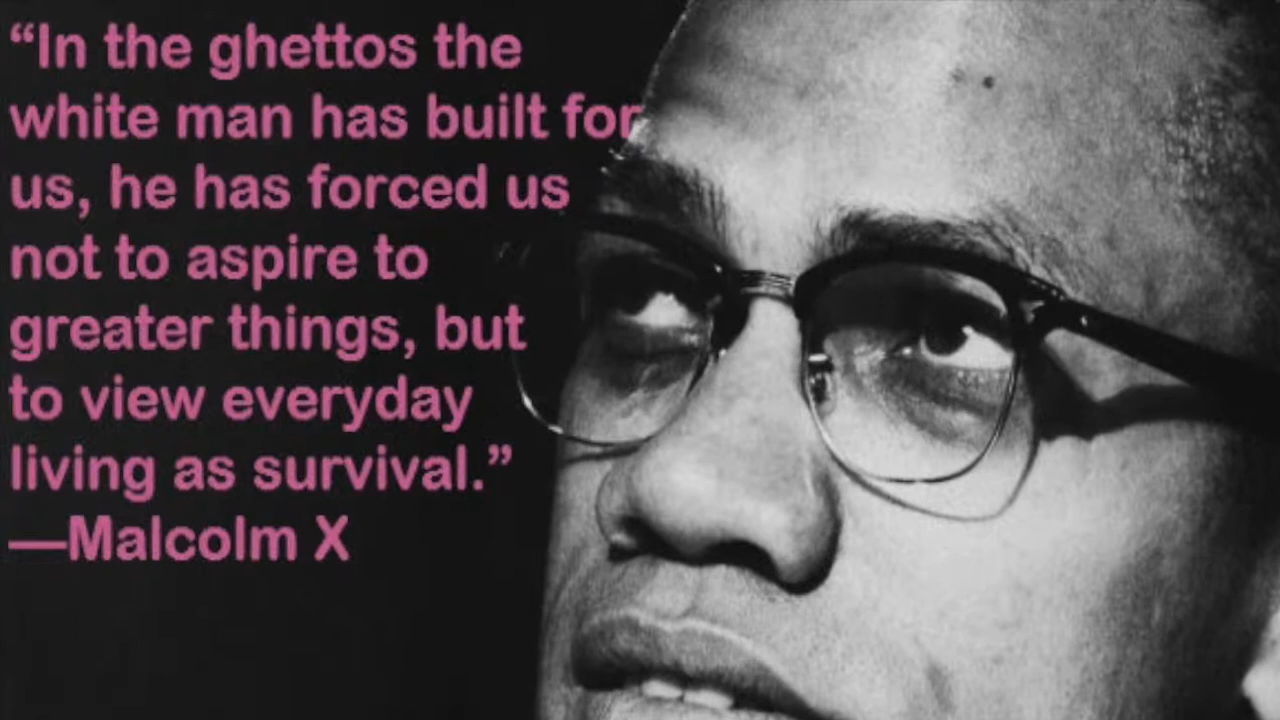 “In the ghettos the
white man has built for
us, he has forced us
not to aspire to
greater things, but
to view everyday
living as survival.”
—Malcolm X